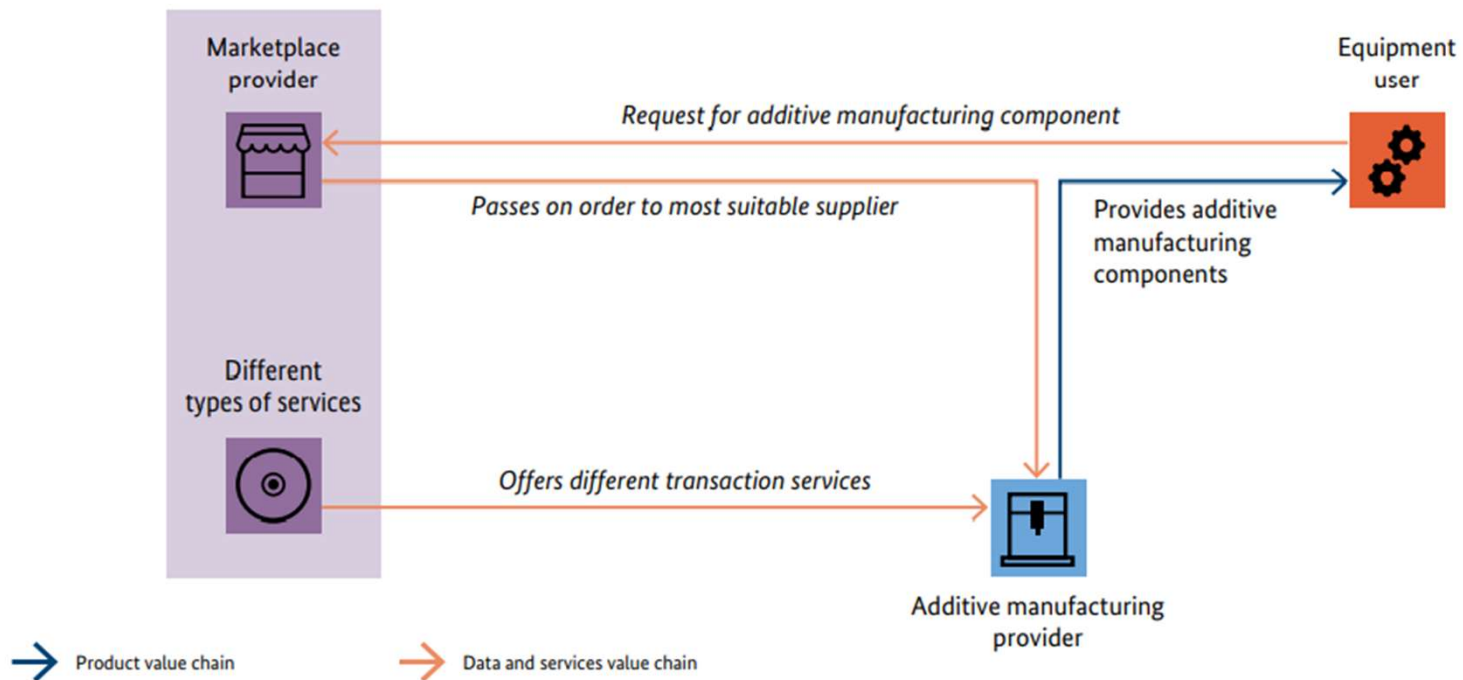 Marketplace
provider
Equipment
user
Request for additive manufacturing component
Passes on order to most suitable supplier
Provides additive
manufacturing
components
Different
types of services
Offers different transaction services
Additive manufacturing
provider
Product value chain
Data and services value chain